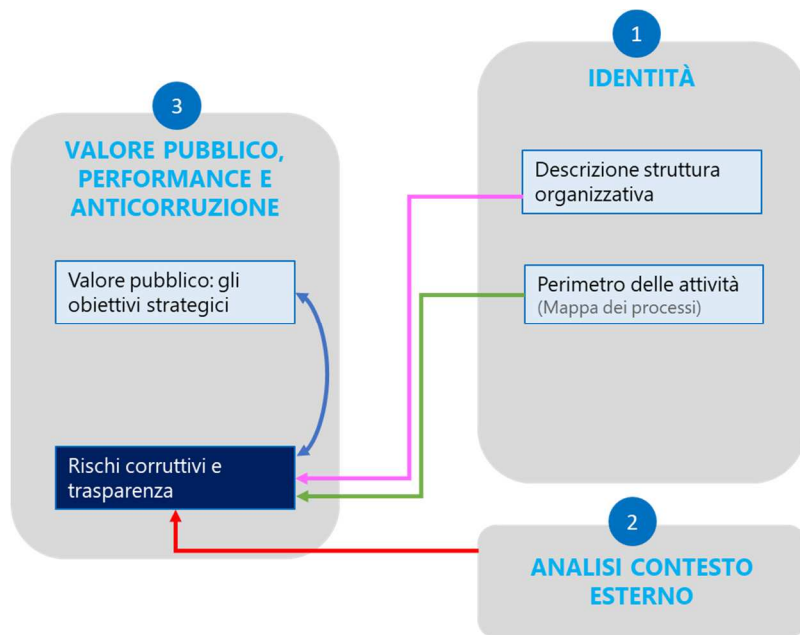 1
IDENTITÀ
Descrizione struttura
organizzativa
Perimetro delle attività
(Mappa dei processi)
2
ANALISI CONTESTO
ESTERNO
3
VALORE PUBBLICO,
PERFORMANCE E
ANTICORRUZIONE
Valore pubblico: gli
obiettivi strategici
Rischi corruttivi e
trasparenza